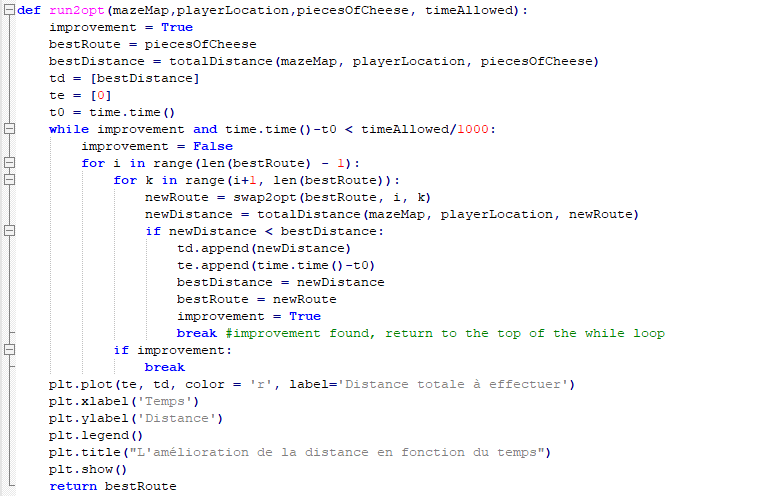 def run2opt(mazeMap,playerLocation,piecesOfCheese, timeAllowed):
    improvement = True
    bestRoute = piecesOfCheese
    bestDistance = totalDistance(mazeMap, playerLocation, piecesOfCheese)
    td = [bestDistance]
    te = [0]
    t0 = time.time()
    while improvement and time.time()-t0 < timeAllowed/1000:
        improvement = False
        for i in range(len(bestRoute) - 1):
            for k in range(i+1, len(bestRoute)):
                newRoute = swap2opt(bestRoute, i, k)
                newDistance = totalDistance(mazeMap, playerLocation, newRoute)
                if newDistance < bestDistance:
                    td.append(newDistance)
                    te.append(time.time()-t0)
                    bestDistance = newDistance
                    bestRoute = newRoute
                    improvement = True
                    break #improvement found, return to the top of the while loop
            if improvement:
                break
    plt.plot(te, td, color = 'r', label='Distance totale à effectuer')
    plt.xlabel('Temps')
    plt.ylabel('Distance')
    plt.legend()
    plt.title("L'amélioration de la distance en fonction du temps")
    plt.show()
    return bestRoute